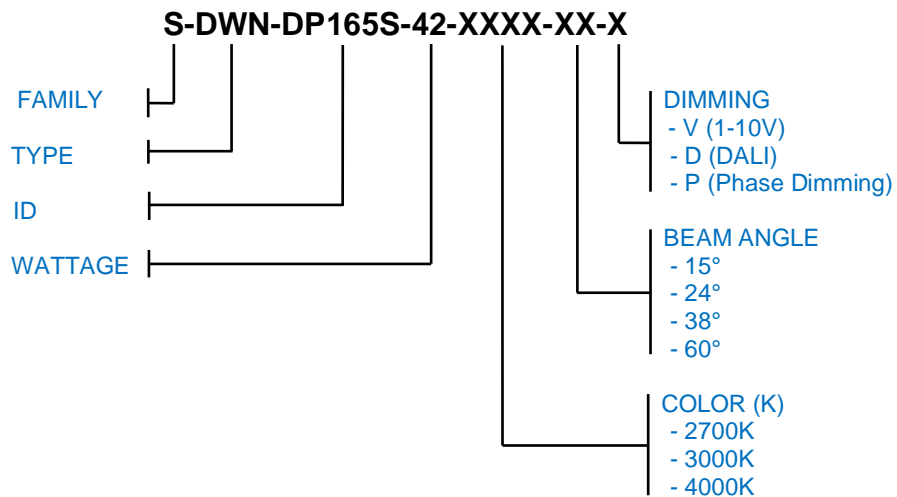 S-DWN-DP165S-42-XXXX-XX-X
FAMILY
TYPE
ID
WATTAGE
DIMMING
- V (1-10V)
- D (DALI)
- P (Phase Dimming)
BEAM ANGLE
- 15°
- 24°
- 38°
- 60°
COLOR (K)
- 2700K
- 3000K
- 4000K